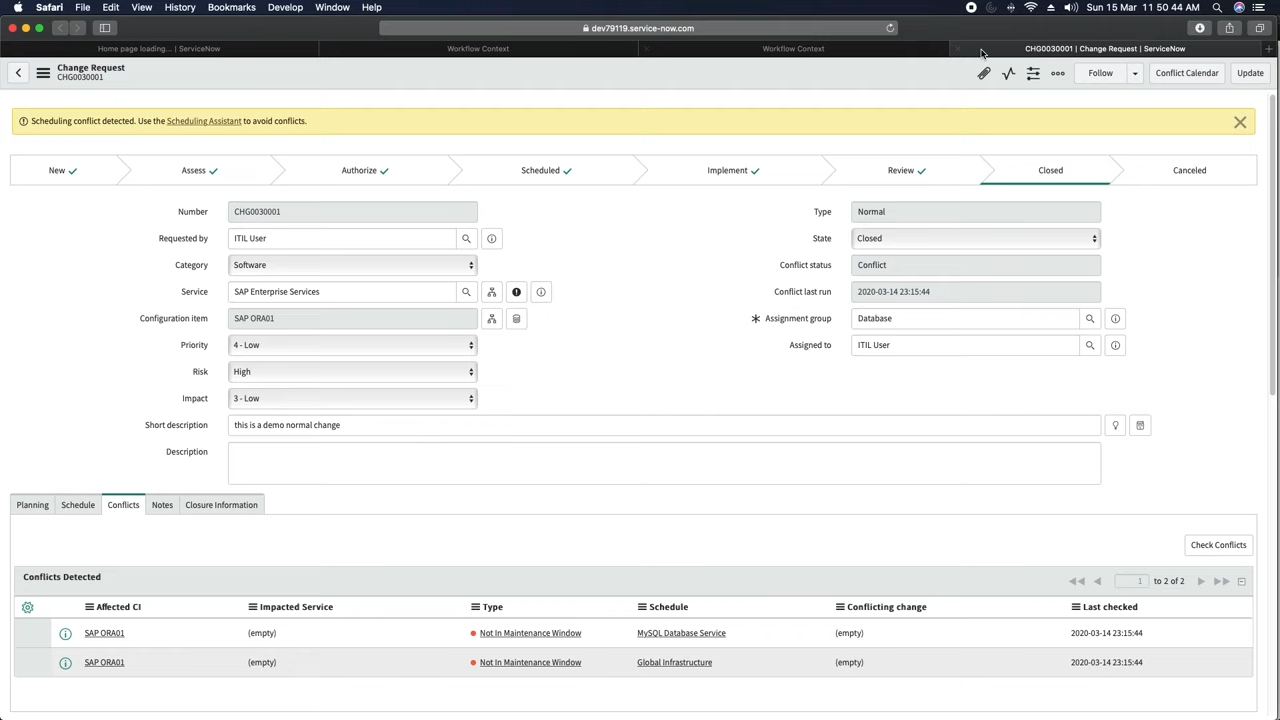 Safari File Edit View History Bookmarks Develop Window Help
Sun 15 Mar 11:50:44 am
dev79119.service-now.com
Home page loading... | ServiceNow
Workflow Context
Workflow Context
CHG0030001 | Change Request | ServiceNow
Change Request
CHG0030001
Follow
Conflict Calendar
Update
Scheduling conflict detected. Use the Scheduling Assistant to avoid conflicts.
New
Assess
Authorize
Scheduled
Implement
Review
Closed
Canceled
Number CHG0030001
Type Normal
Requested by ITIL User
State Closed
Category Software
Conflict status Conflict
Service SAP Enterprise Services
Conflict last run 2020-03-14 23:15:44
Configuration item SAP ORA01
Assignment group Database
Priority 4 - Low
Assigned to ITIL User
Risk High
Impact 3 - Low
Short description this is a demo normal change
Description
Planning
Schedule
Conflicts
Notes
Closure Information
Check Conflicts
Conflicts Detected
1 to 2 of 2
Affected CI Impacted Service Type Schedule Conflicting change Last checked
SAP ORA01 (empty) Not In Maintenance Window MySQL Database Service (empty) 2020-03-14 23:15:44
SAP ORA01 (empty) Not In Maintenance Window Global Infrastructure (empty) 2020-03-14 23:15:44